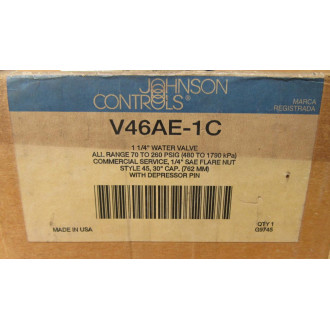 JOHNSON
CONTROLS®
MARCA
REGISTRADA
V46AE-1C
1 1/4" WATER VALVE
ALL RANGE 70 TO 260 PSIG (480 TO 1790 kPa)
COMMERCIAL SERVICE, 1/4" SAE FLARE NUT
STYLE 45, 30" CAP. (762 MM)
WITH DEPRESSOR PIN
MADE IN USA
QTY 1
G9745